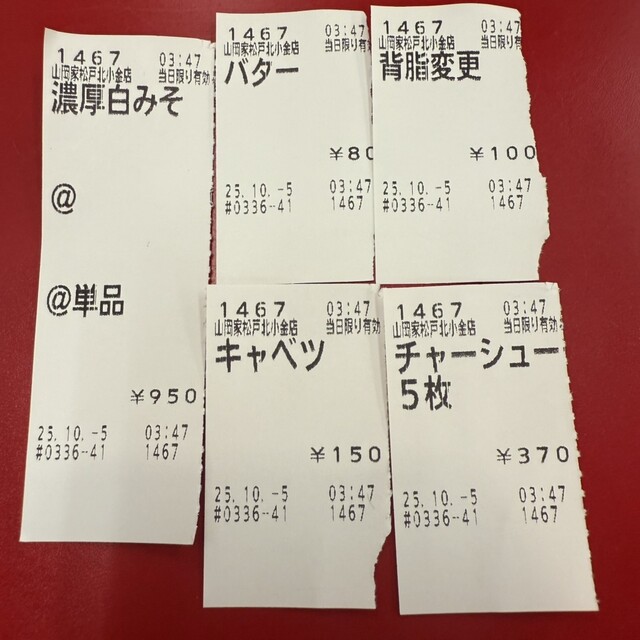 1467 03:47
山岡家松戸北小金店 当日限り有効
濃厚白みそ
@
@単品
¥950
25.10.-5 03:47
#0336-41 1467
1467 03:47
山岡家松戸北小金店 当日限り有効
バター
¥80
25.10.-5 03:47
#0336-41 1467
1467 03:47
山岡家松戸北小金店 当日限り有効
背脂変更
¥100
25.10.-5 03:47
#0336-41 1467
1467 03:47
山岡家松戸北小金店 当日限り有効
キャベツ
¥150
25.10.-5 03:47
#0336-41 1467
1467 03:47
山岡家松戸北小金店 当日限り有効
チャーシュー
5枚
¥370
25.10.-5 03:47
#0336-41 1467